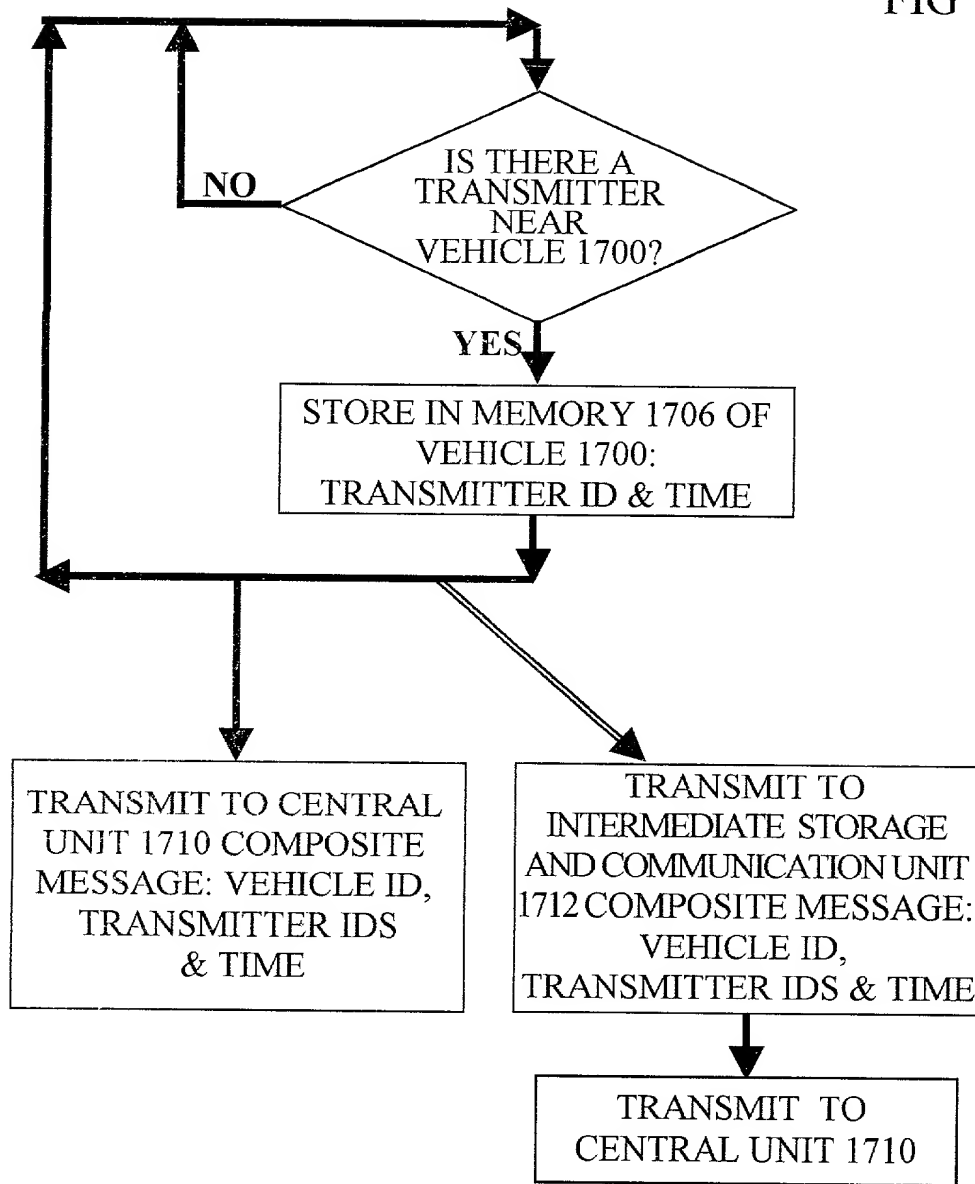 FIG
IS THERE A
TRANSMITTER
NEAR
VEHICLE 1700?
NO
YES
STORE IN MEMORY 1706 OF
VEHICLE 1700:
TRANSMITTER ID & TIME
TRANSMIT TO CENTRAL
UNIT 1710 COMPOSITE
MESSAGE: VEHICLE ID,
TRANSMITTER IDS
& TIME
TRANSMIT TO
INTERMEDIATE STORAGE
AND COMMUNICATION UNIT
1712 COMPOSITE MESSAGE:
VEHICLE ID,
TRANSMITTER IDS & TIME
TRANSMIT TO
CENTRAL UNIT 1710